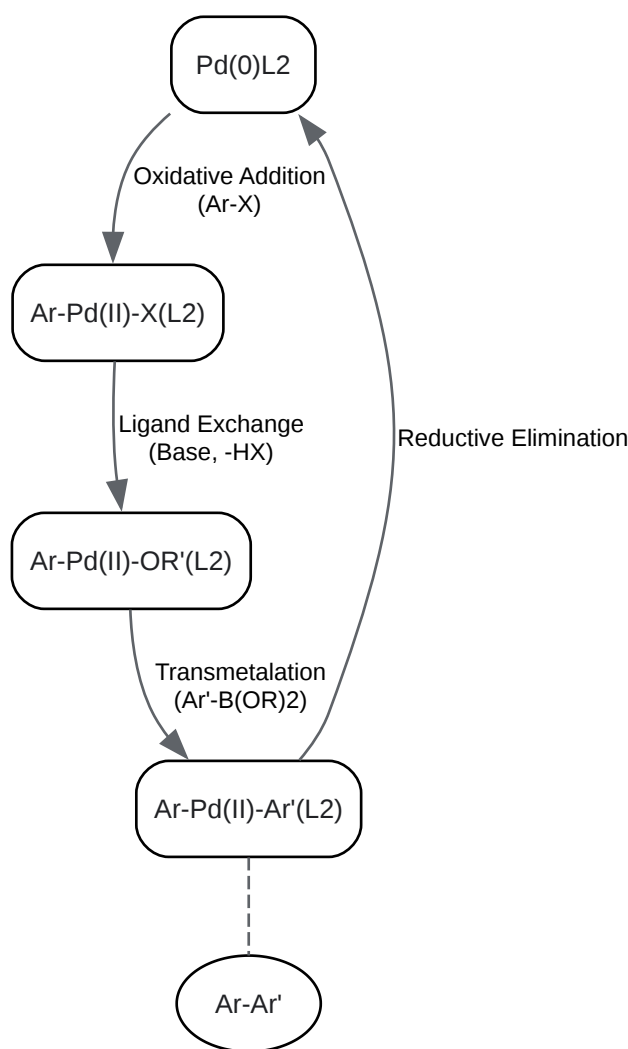 Pd(0)L2
Oxidative Addition
(Ar-X)
Ar-Pd(II)-X(L2)
Ligand Exchange
(Base, -HX)
Reductive Elimination
Ar-Pd(II)-OR'(L2)
Transmetalation
(Ar'-B(OR)2)
Ar-Pd(II)-Ar'(L2)
Ar-Ar'